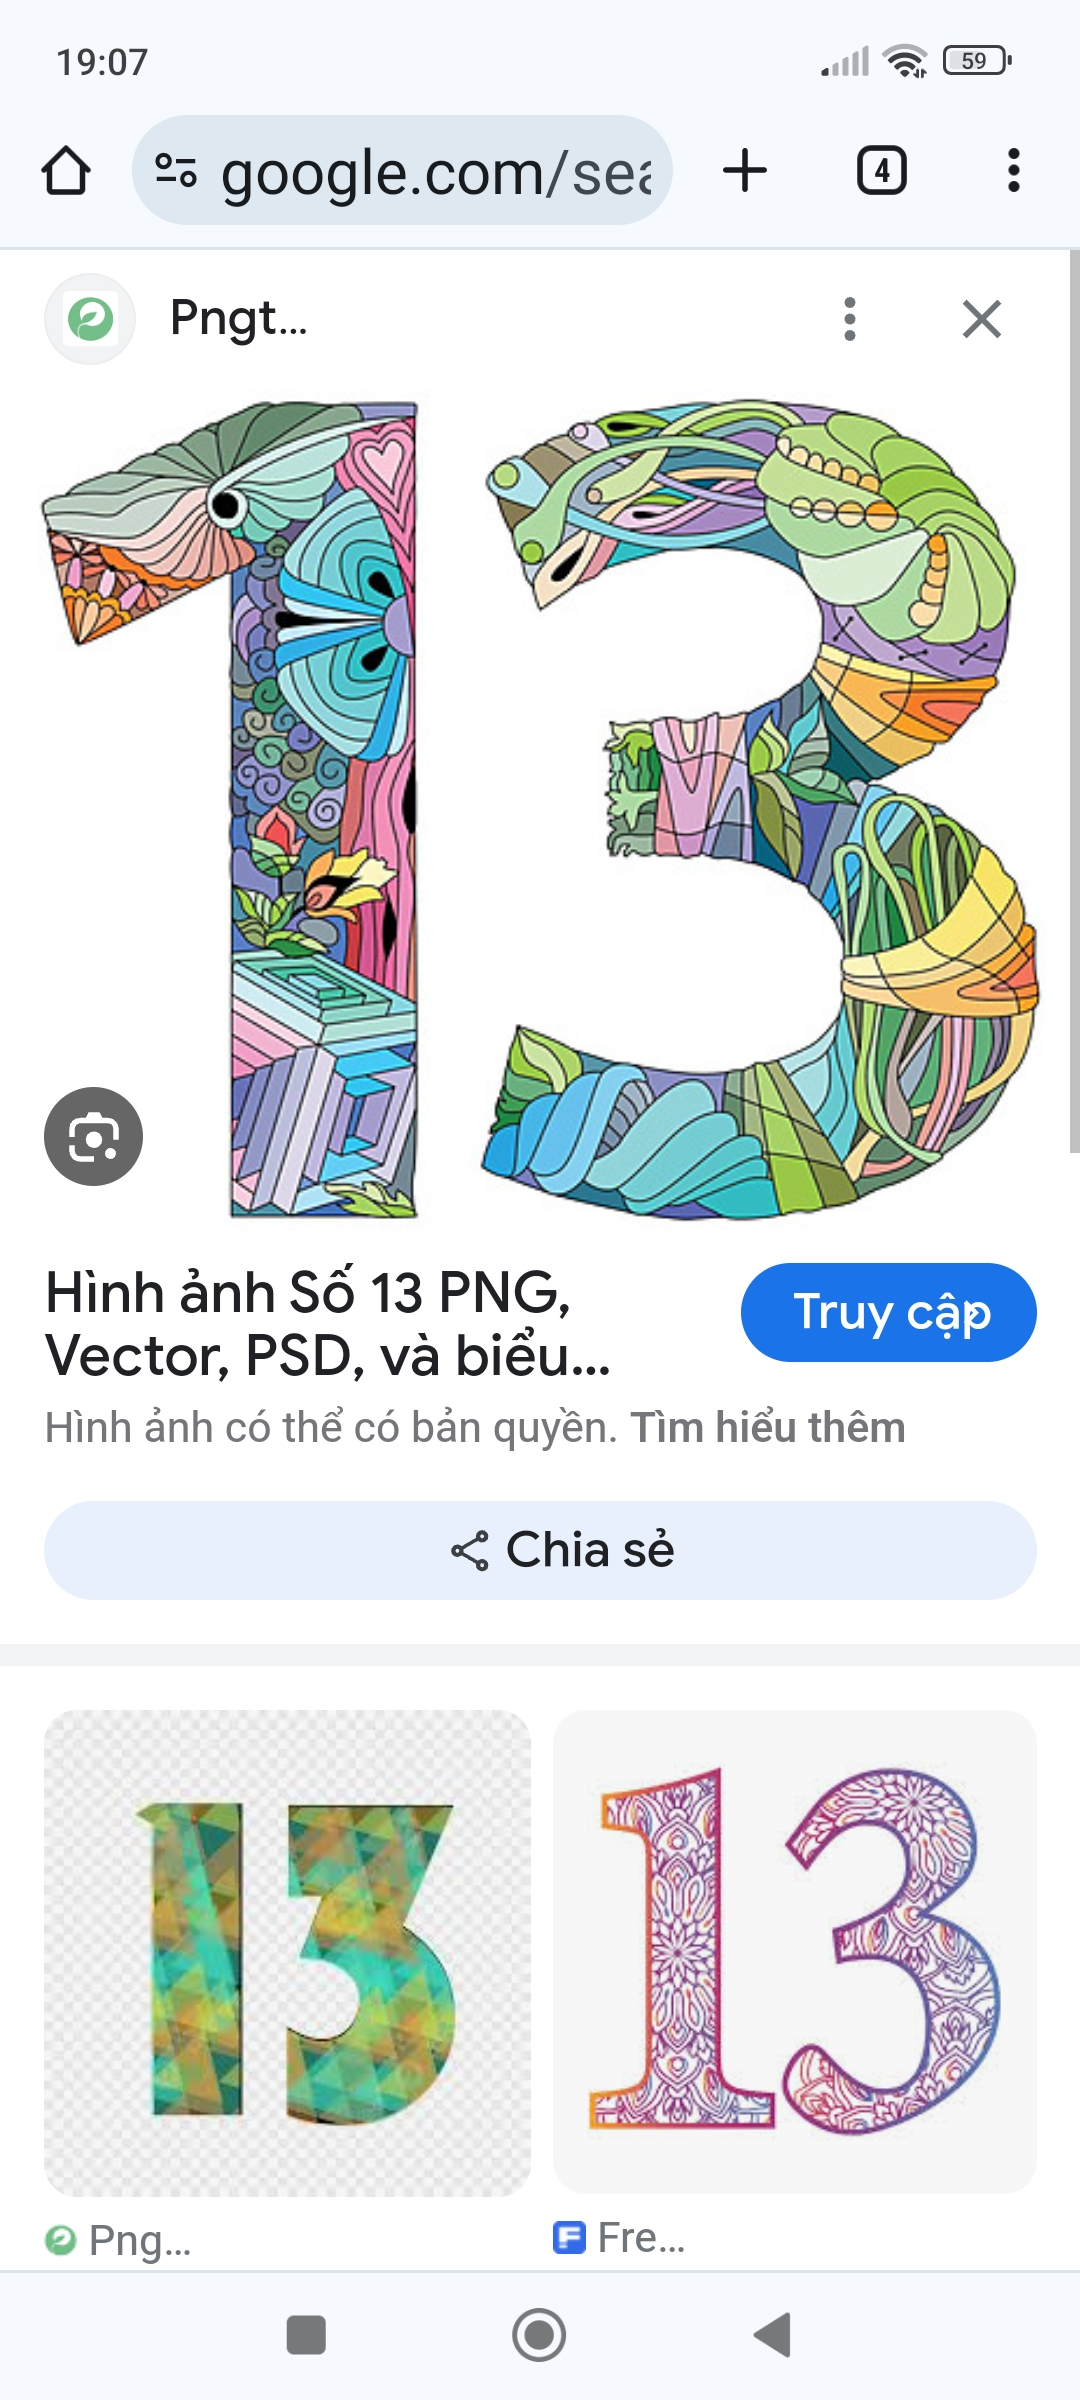 19:07
59
google.com/sea
4
Pngt...
13
Hình ảnh Số 13 PNG,
Vector, PSD, và biểu...
Truy cập
Hình ảnh có thể có bản quyền. Tìm hiểu thêm
Chia sẻ
13
13
Png...
Fre...